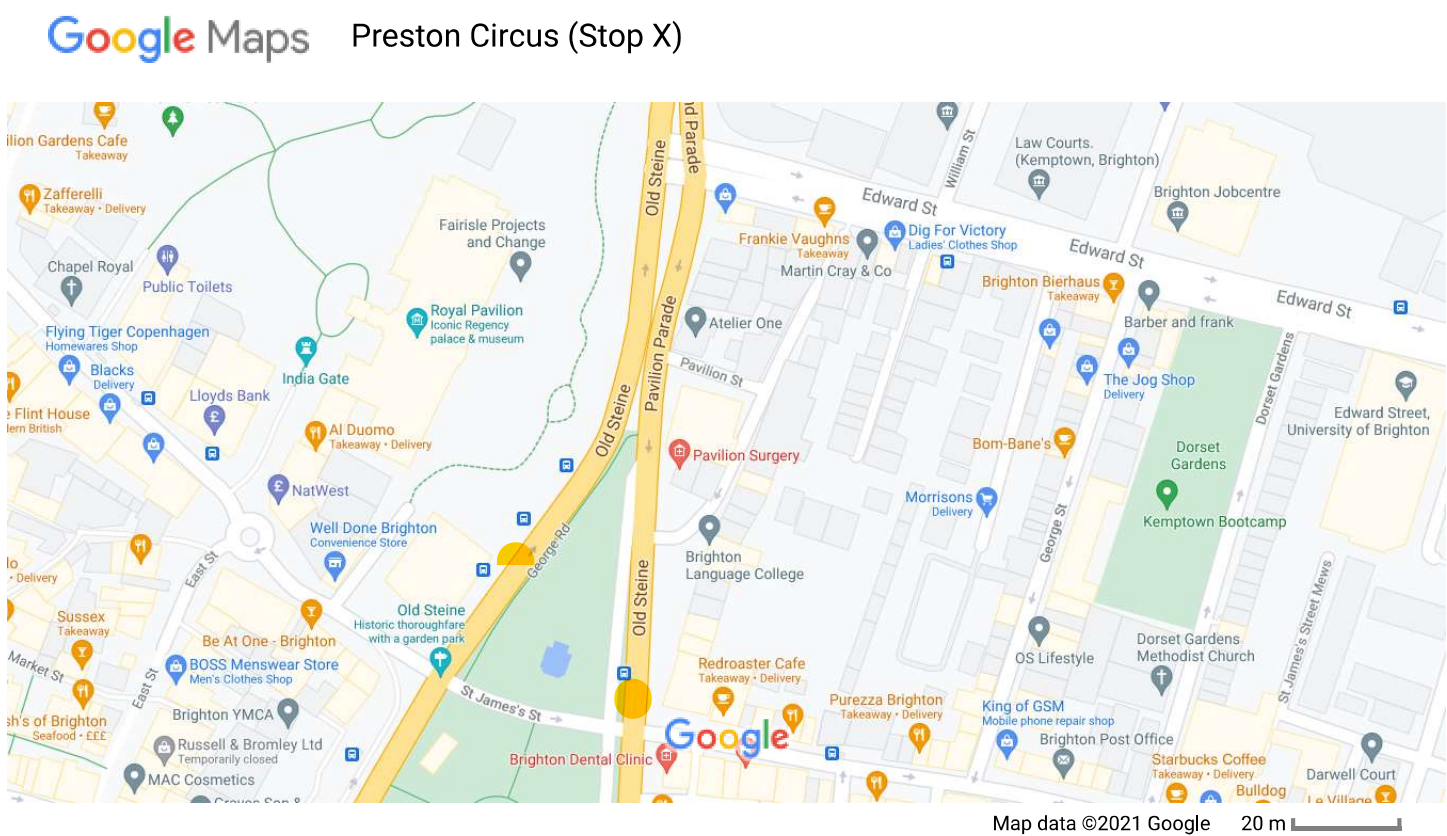 Google Maps
Preston Circus (Stop X)
nd Parade
ilion Gardens Cafe
Takeaway
Law Courts.
(Kemptown, Brighton)
William St
Old Steine
Zafferelli
Takeaway • Delivery
Edward St
Brighton Jobcentre
Fairisle Projects
and Change
Frankie Vaughns
Takeaway
Dig For Victory
Ladies' Clothes Shop
Edward St
Chapel Royal
Public Toilets
Martin Cray & Co
Brighton Bierhaus
Takeaway
Edward St
Royal Pavilion
Iconic Regency
palace & museum
Atelier One
Barber and frank
Flying Tiger Copenhagen
Homewares Shop
Pavilion Parade
Blacks
Delivery
India Gate
Pavilion St
The Jog Shop
Delivery
Dorset Gardens
Lloyds Bank
e Flint House
ern British
Old Steine
Edward Street,
University of Brighton
Al Duomo
Takeaway • Delivery
Bom-Bane's
Dorset
Gardens
Pavilion Surgery
NatWest
Morrisons
Delivery
Kemptown Bootcamp
Well Done Brighton
Convenience Store
George St
George Rd
Brighton
Language College
East St
lo
• Delivery
Old Steine
Old Steine
Historic thoroughfare
with a garden park
Sussex
Takeaway
Be At One - Brighton
St James's Street Mews
Dorset Gardens
Methodist Church
OS Lifestyle
Market St
BOSS Menswear Store
Men's Clothes Shop
East St
Redroaster Cafe
Takeaway • Delivery
St James's St
Purezza Brighton
Takeaway • Delivery
King of GSM
Mobile phone repair shop
sh's of Brighton
Seafood • £££
Brighton YMCA
Google
Brighton Post Office
Russell & Bromley Ltd
Temporarily closed
Brighton Dental Clinic
Starbucks Coffee
Takeaway • Delivery
Darwell Court
MAC Cosmetics
Bulldog
Le Village
Map data ©2021 Google
20 m